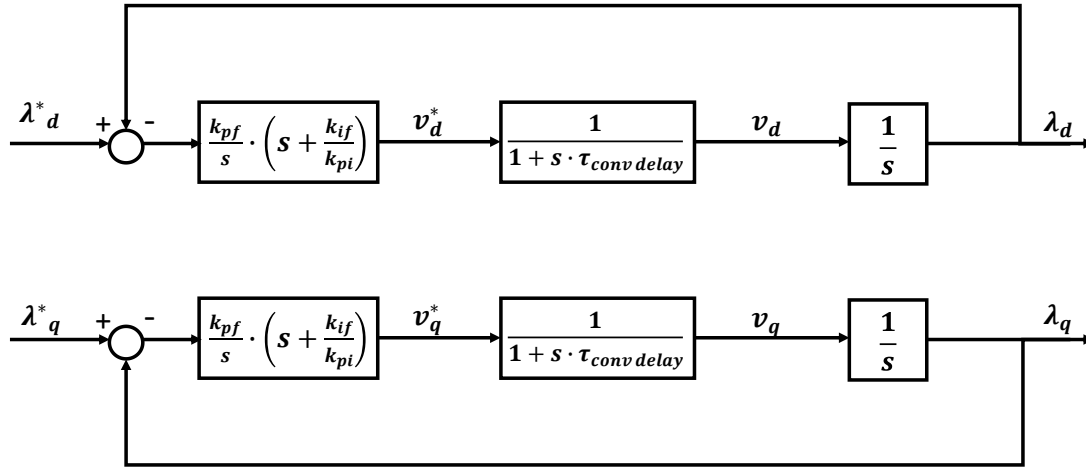 λ*d + - kpf/s · (s + kif/kpi) v*d 1/(1 + s · τconv delay) vd 1/s λd
λ*q + - kpf/s · (s + kif/kpi) v*q 1/(1 + s · τconv delay) vq 1/s λq